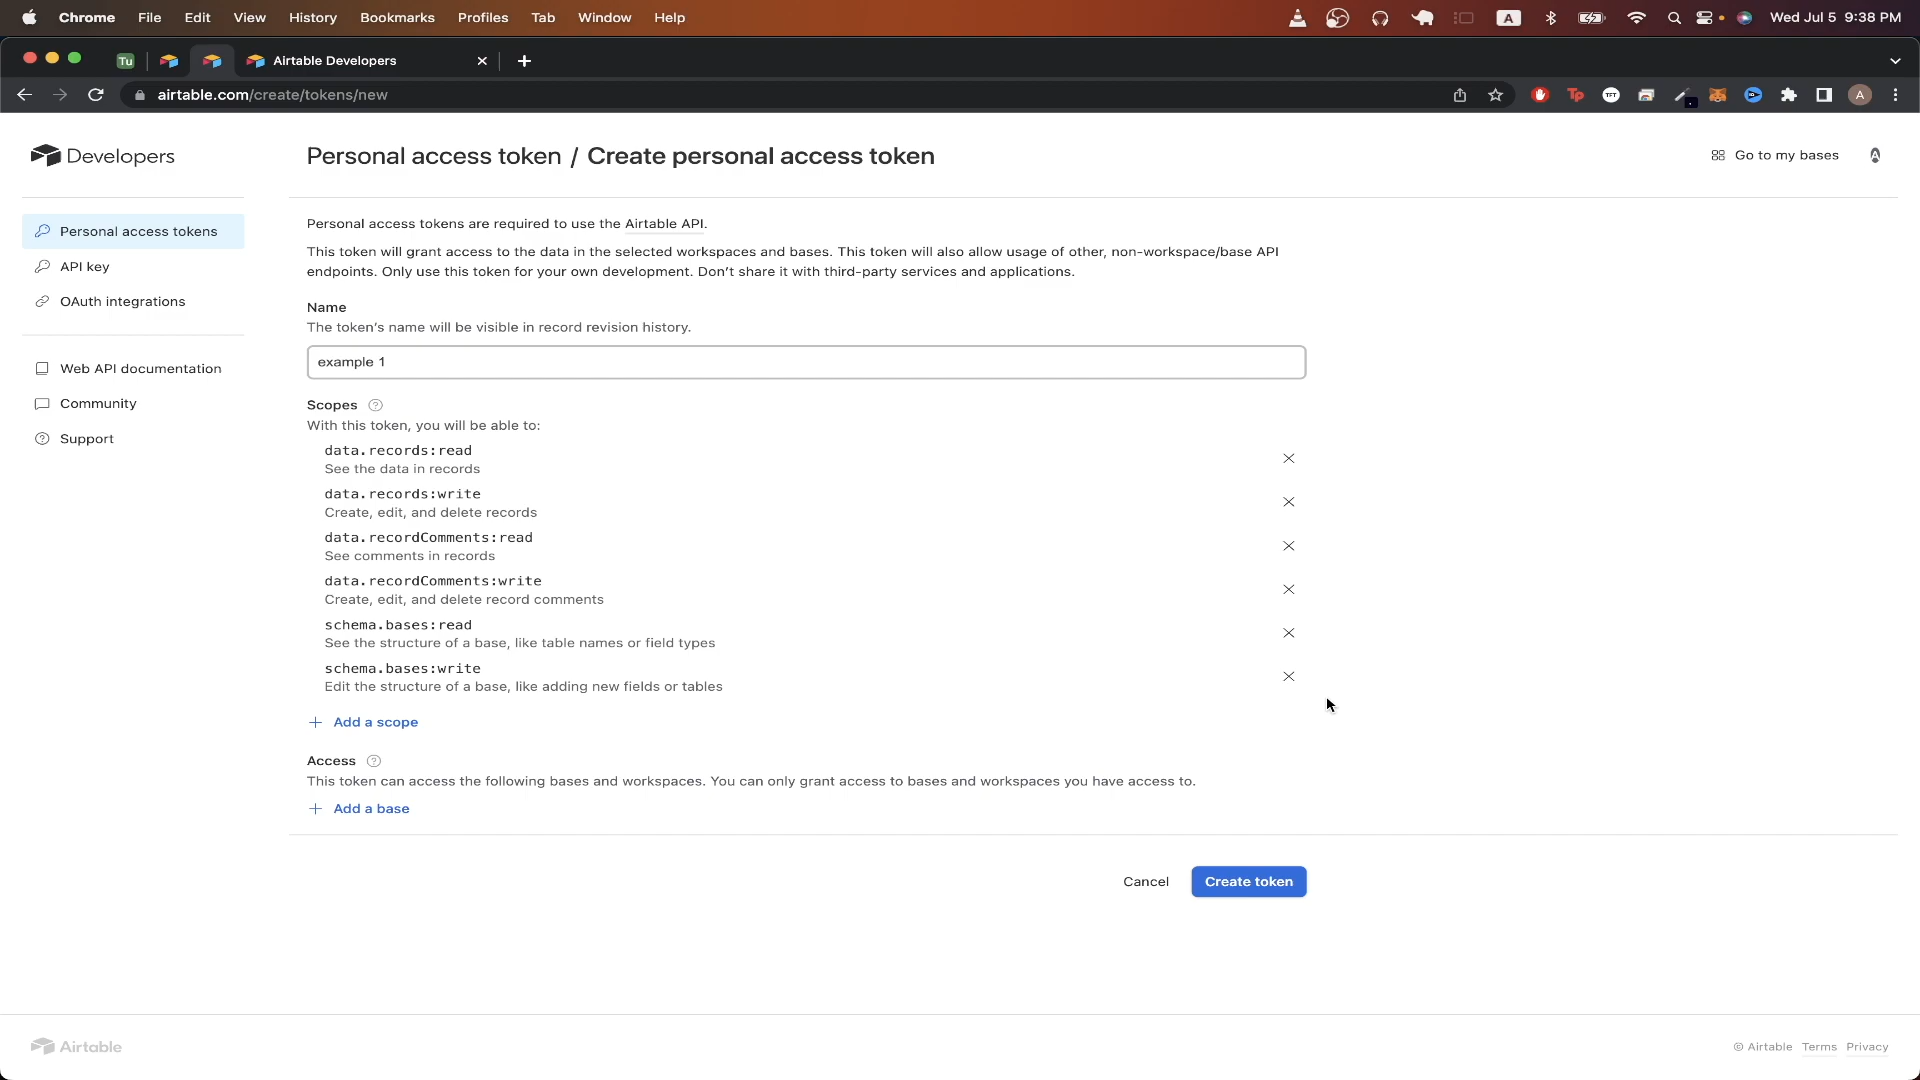 Chrome File Edit View History Bookmarks Profiles Tab Window Help A Wed Jul 5 9:38 PM
Tu Airtable Developers
airtable.com/create/tokens/new Tp TFT A
Developers
Personal access token / Create personal access token
Go to my bases A
Personal access tokens
API key
OAuth integrations
Web API documentation
Community
Support
Personal access tokens are required to use the Airtable API.
This token will grant access to the data in the selected workspaces and bases. This token will also allow usage of other, non-workspace/base API
endpoints. Only use this token for your own development. Don't share it with third-party services and applications.
Name
The token's name will be visible in record revision history.
example 1
Scopes ?
With this token, you will be able to:
data.records:read
See the data in records
data.records:write
Create, edit, and delete records
data.recordComments:read
See comments in records
data.recordComments:write
Create, edit, and delete record comments
schema.bases:read
See the structure of a base, like table names or field types
schema.bases:write
Edit the structure of a base, like adding new fields or tables
+ Add a scope
Access ?
This token can access the following bases and workspaces. You can only grant access to bases and workspaces you have access to.
+ Add a base
Cancel Create token
Airtable
© Airtable Terms Privacy